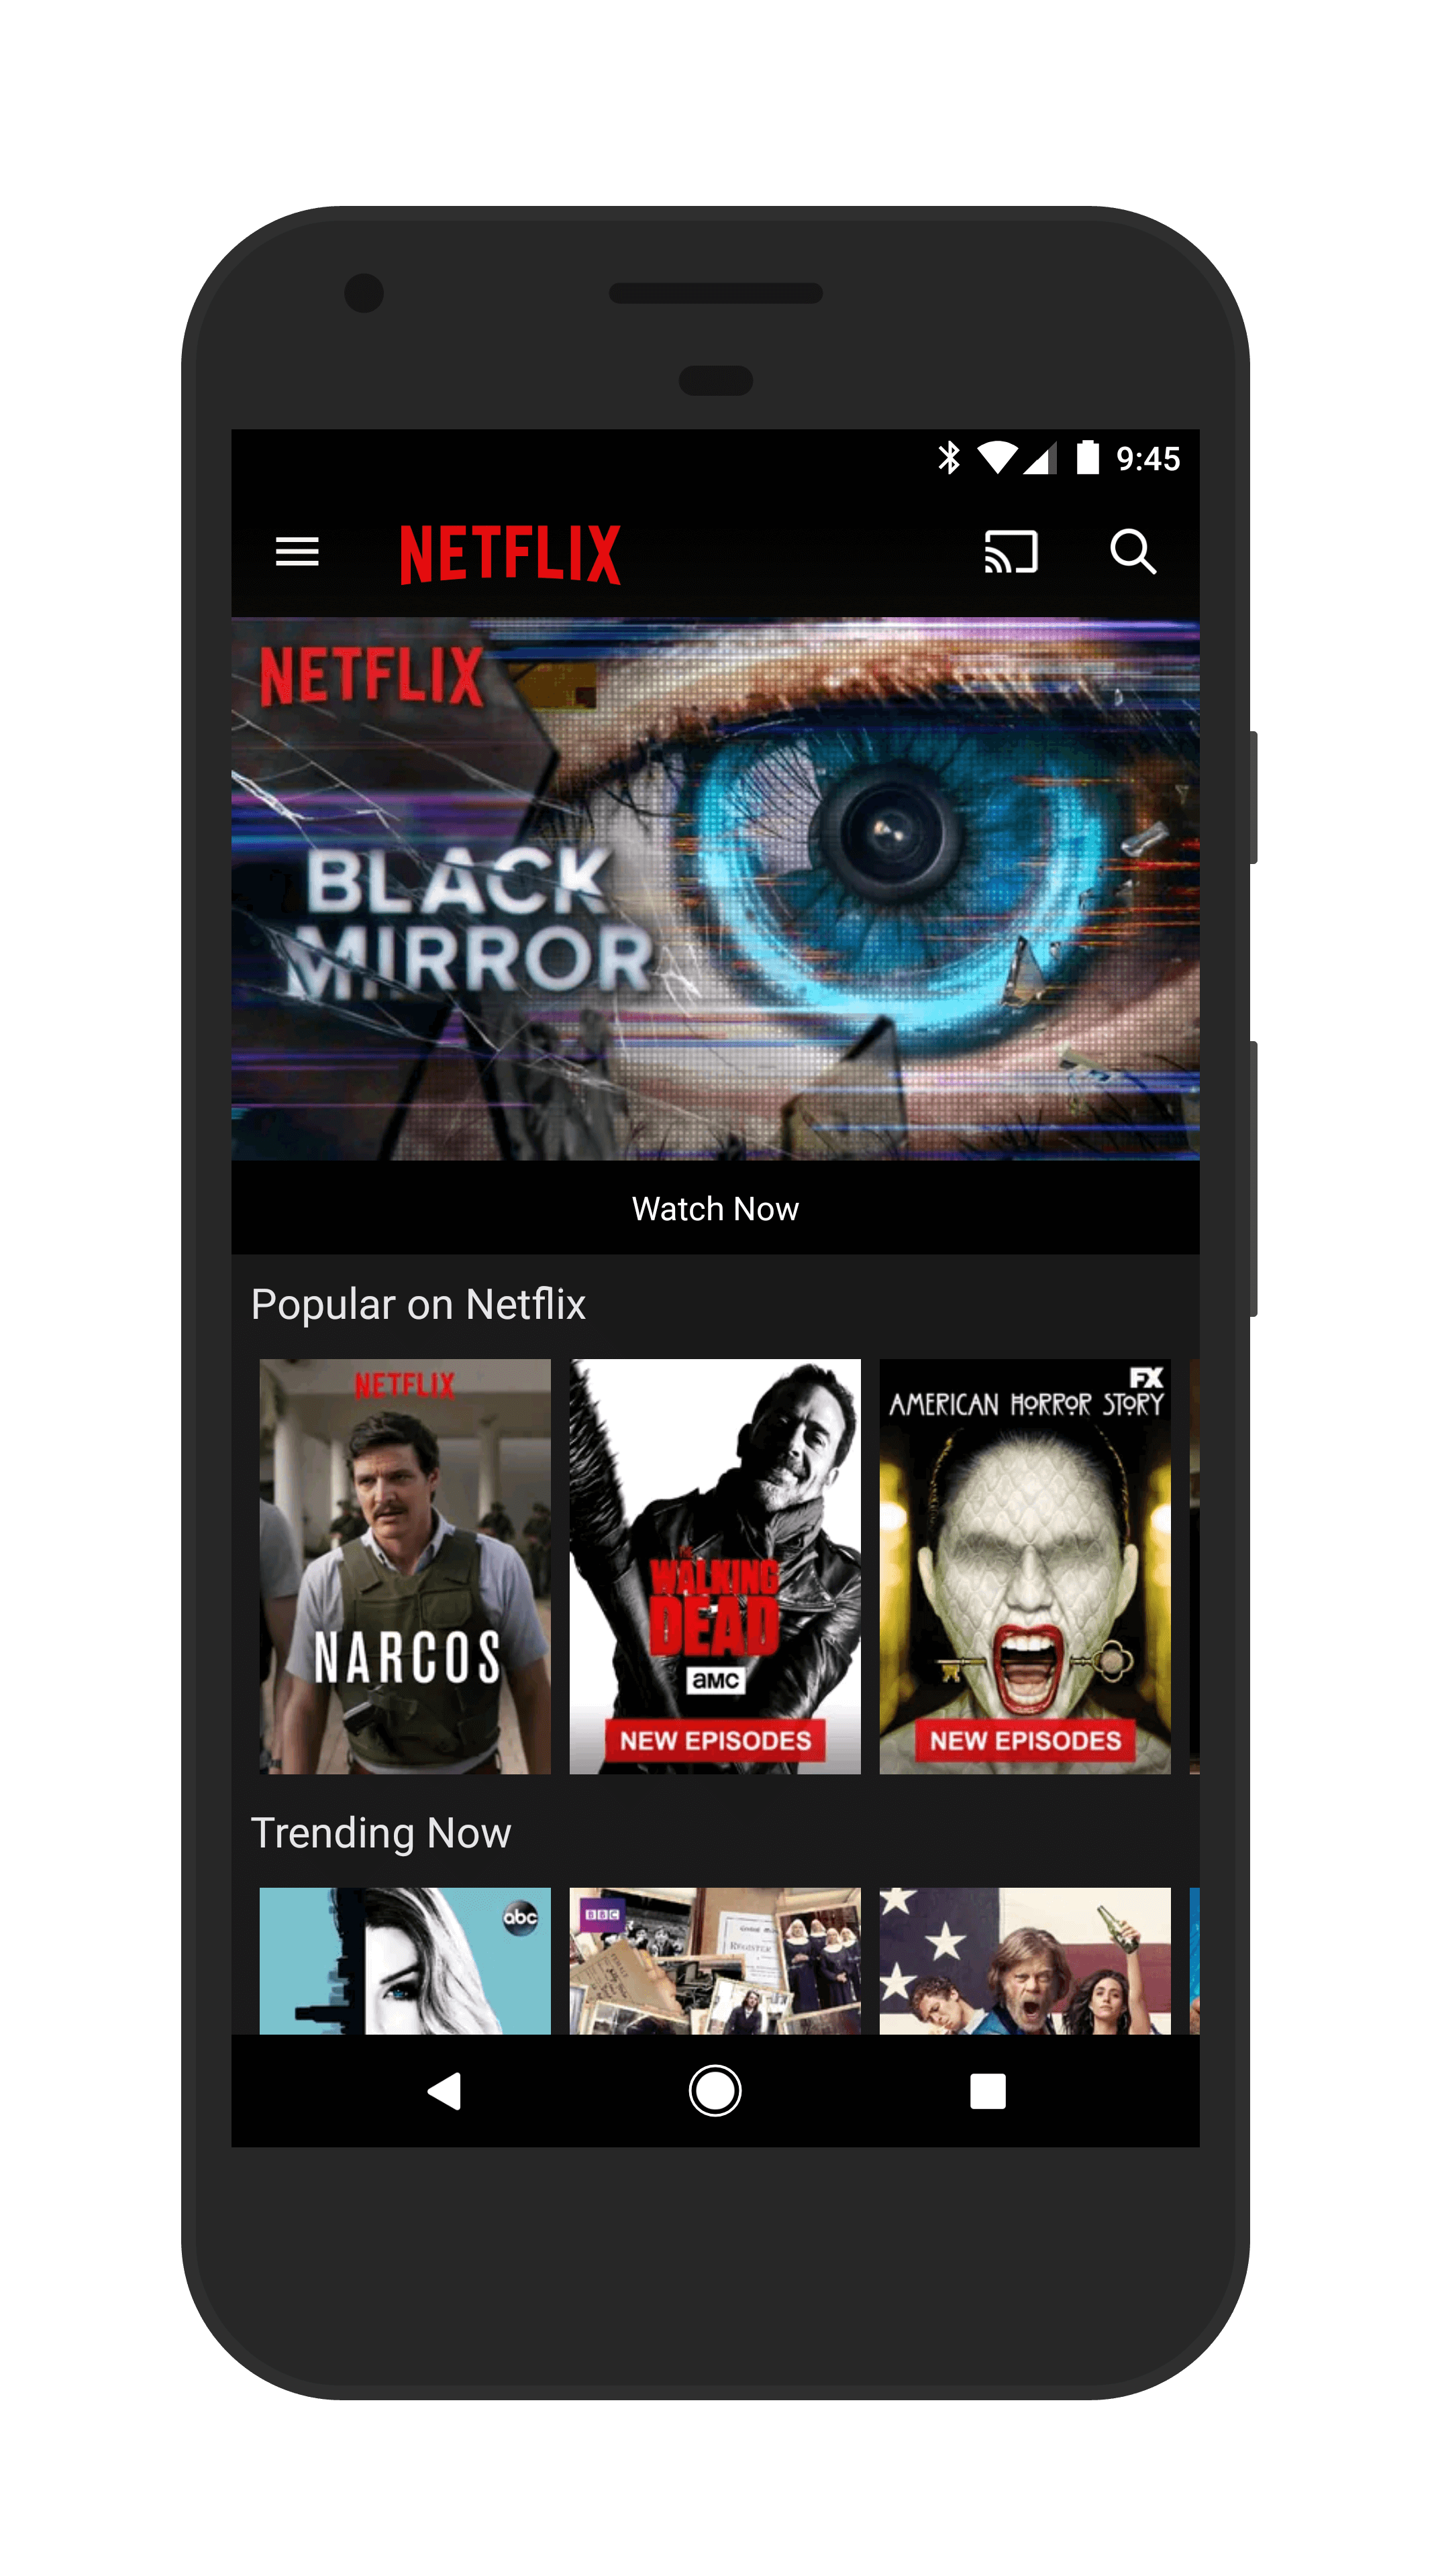 9:45
NETFLIX
NETFLIX
BLACK
MIRROR
Watch Now
Popular on Netflix
NETFLIX
NARCOS
THE
WALKING
DEAD
aMC
NEW EPISODES
FX
AMERICAN HORROR STORY
NEW EPISODES
Trending Now
abc
BBC
REGISTER